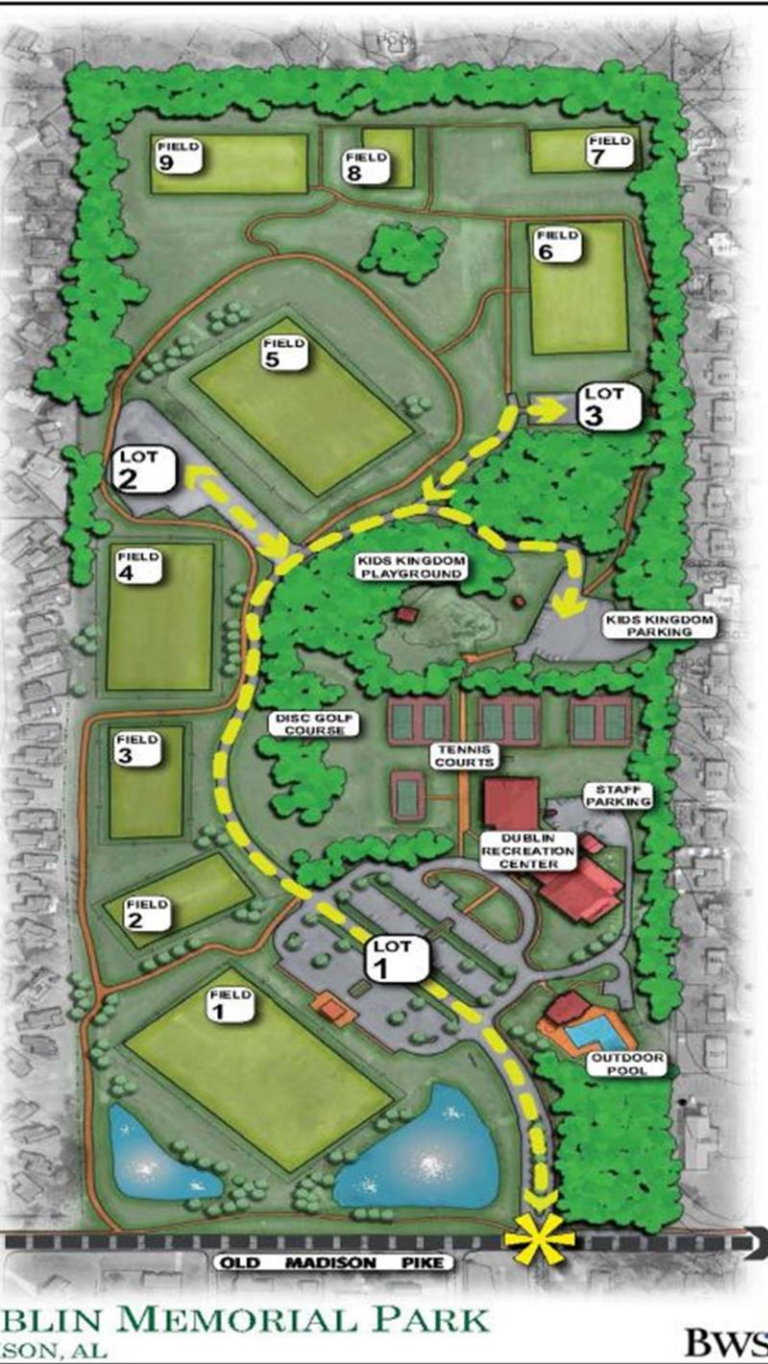 FIELD
9
FIELD
8
FIELD
7
FIELD
6
FIELD
5
LOT
3
LOT
2
FIELD
4
KIDS KINGDOM
PLAYGROUND
KIDS KINGDOM
PARKING
DISC GOLF
COURSE
FIELD
3
TENNIS
COURTS
STAFF
PARKING
DUBLIN
RECREATION
CENTER
FIELD
2
LOT
1
FIELD
1
OUTDOOR
POOL
OLD MADISON PIKE
BLIN MEMORIAL PARK
ISON, AL
BWS